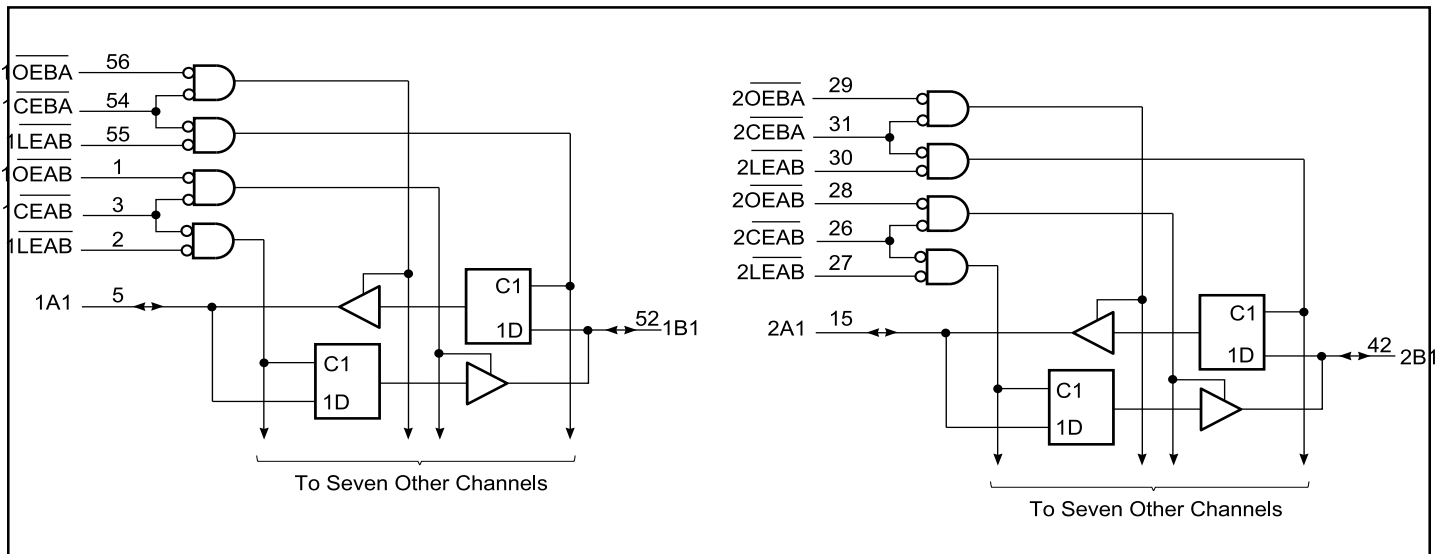 1OEBA 56
1CEBA 54
1LEAB 55
1OEAB 1
1CEAB 3
1LEAB 2
1A1 5
C1
1D
52 1B1
C1
1D
To Seven Other Channels
2OEBA 29
2CEBA 31
2LEAB 30
2OEAB 28
2CEAB 26
2LEAB 27
2A1 15
C1
1D
42 2B1
C1
1D
To Seven Other Channels